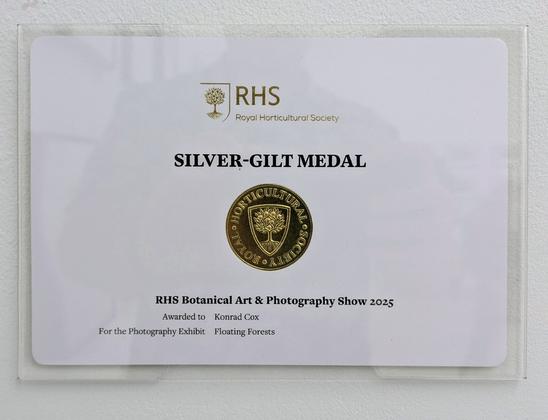 RHS
Royal Horticultural Society
SILVER-GILT MEDAL
ROYAL • HORTICULTURAL • SOCIETY •
RHS Botanical Art & Photography Show 2025
Awarded to Konrad Cox
For the Photography Exhibit Floating Forests